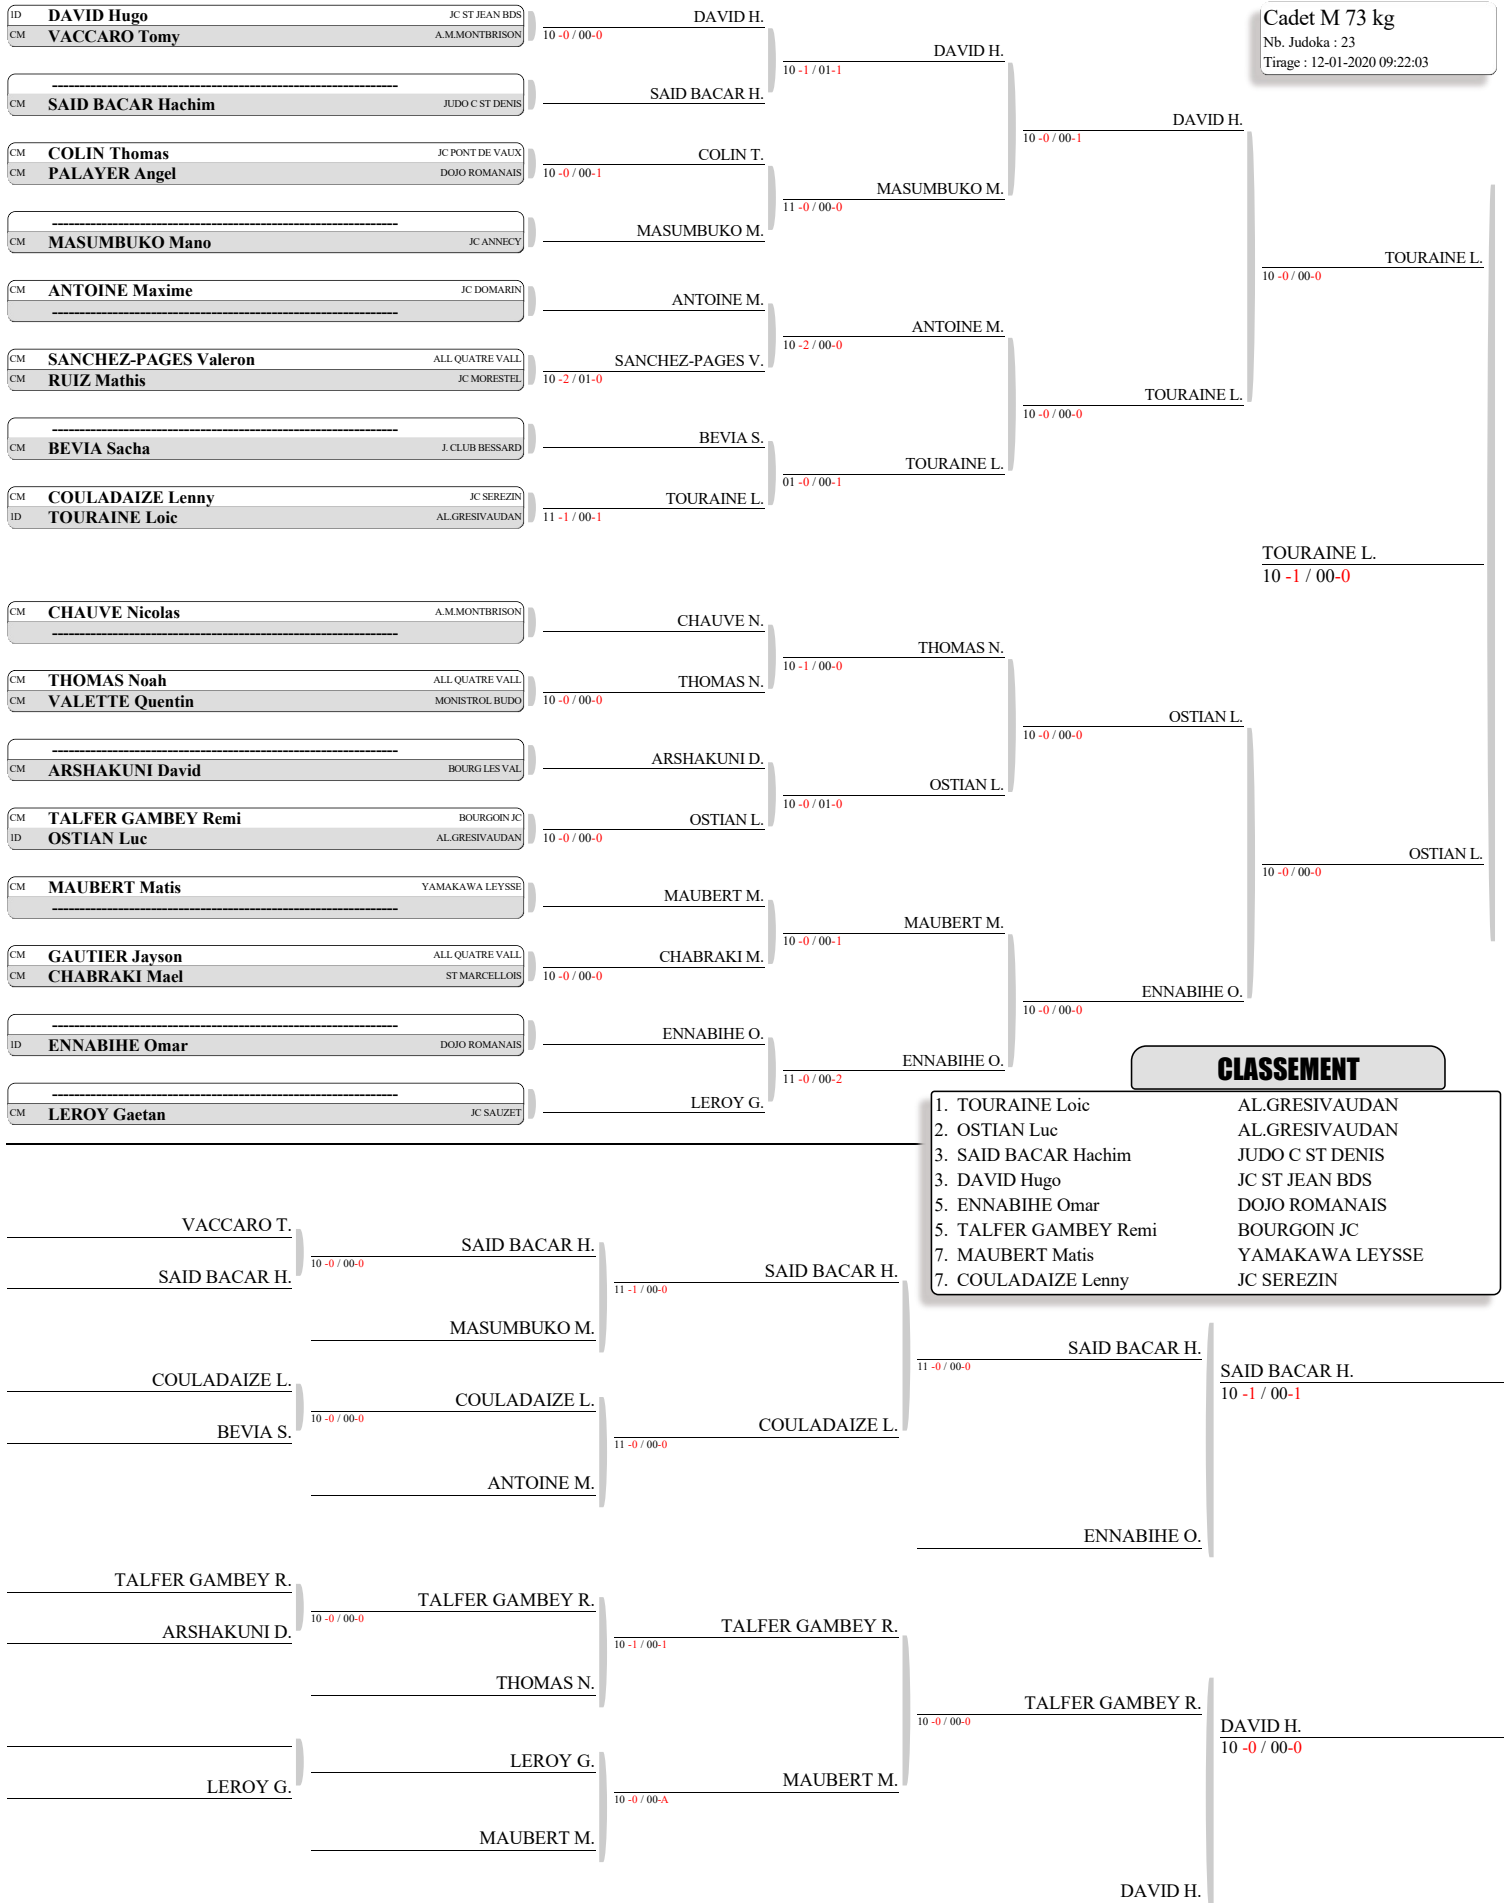 Cadet M 73 kg
Nb. Judoka : 23
Tirage : 12-01-2020 09:22:03
1D DAVID Hugo JC ST JEAN BDS
CM VACCARO Tomy A.M.MONTBRISON
--------------------------------------------------------------
CM SAID BACAR Hachim JUDO C ST DENIS
CM COLIN Thomas JC PONT DE VAUX
CM PALAYER Angel DOJO ROMANAIS
--------------------------------------------------------------
CM MASUMBUKO Mano JC ANNECY
CM ANTOINE Maxime JC DOMARIN
--------------------------------------------------------------
CM SANCHEZ-PAGES Valeron ALL QUATRE VALL
CM RUIZ Mathis JC MORESTEL
--------------------------------------------------------------
CM BEVIA Sacha J. CLUB BESSARD
CM COULADAIZE Lenny JC SEREZIN
1D TOURAINE Loic AL.GRESIVAUDAN
CM CHAUVE Nicolas A.M.MONTBRISON
--------------------------------------------------------------
CM THOMAS Noah ALL QUATRE VALL
CM VALETTE Quentin MONISTROL BUDO
--------------------------------------------------------------
CM ARSHAKUNI David BOURG LES VAL
CM TALFER GAMBEY Remi BOURGOIN JC
1D OSTIAN Luc AL.GRESIVAUDAN
CM MAUBERT Matis YAMAKAWA LEYSSE
--------------------------------------------------------------
CM GAUTIER Jayson ALL QUATRE VALL
CM CHABRAKI Mael ST MARCELLOIS
--------------------------------------------------------------
1D ENNABIHE Omar DOJO ROMANAIS
--------------------------------------------------------------
CM LEROY Gaetan JC SAUZET
DAVID H.
10 -0 / 00-0
SAID BACAR H.
COLIN T.
10 -0 / 00-1
MASUMBUKO M.
ANTOINE M.
SANCHEZ-PAGES V.
10 -2 / 01-0
BEVIA S.
TOURAINE L.
11 -1 / 00-1
CHAUVE N.
THOMAS N.
10 -0 / 00-0
ARSHAKUNI D.
OSTIAN L.
10 -0 / 00-0
MAUBERT M.
CHABRAKI M.
10 -0 / 00-0
ENNABIHE O.
LEROY G.
DAVID H.
10 -1 / 01-1
MASUMBUKO M.
11 -0 / 00-0
ANTOINE M.
10 -2 / 00-0
TOURAINE L.
01 -0 / 00-1
THOMAS N.
10 -1 / 00-0
OSTIAN L.
10 -0 / 01-0
MAUBERT M.
10 -0 / 00-1
ENNABIHE O.
11 -0 / 00-2
DAVID H.
10 -0 / 00-1
TOURAINE L.
10 -0 / 00-0
OSTIAN L.
10 -0 / 00-0
ENNABIHE O.
10 -0 / 00-0
TOURAINE L.
10 -0 / 00-0
OSTIAN L.
10 -0 / 00-0
TOURAINE L.
10 -1 / 00-0
CLASSEMENT
1. TOURAINE Loic AL.GRESIVAUDAN
2. OSTIAN Luc AL.GRESIVAUDAN
3. SAID BACAR Hachim JUDO C ST DENIS
3. DAVID Hugo JC ST JEAN BDS
5. ENNABIHE Omar DOJO ROMANAIS
5. TALFER GAMBEY Remi BOURGOIN JC
7. MAUBERT Matis YAMAKAWA LEYSSE
7. COULADAIZE Lenny JC SEREZIN
VACCARO T.
SAID BACAR H.
COULADAIZE L.
BEVIA S.
TALFER GAMBEY R.
ARSHAKUNI D.
LEROY G.
SAID BACAR H.
10 -0 / 00-0
MASUMBUKO M.
COULADAIZE L.
10 -0 / 00-0
ANTOINE M.
TALFER GAMBEY R.
10 -0 / 00-0
THOMAS N.
LEROY G.
MAUBERT M.
SAID BACAR H.
11 -1 / 00-0
COULADAIZE L.
11 -0 / 00-0
TALFER GAMBEY R.
10 -1 / 00-1
MAUBERT M.
10 -0 / 00-A
SAID BACAR H.
11 -0 / 00-0
ENNABIHE O.
TALFER GAMBEY R.
10 -0 / 00-0
DAVID H.
SAID BACAR H.
10 -1 / 00-1
DAVID H.
10 -0 / 00-0